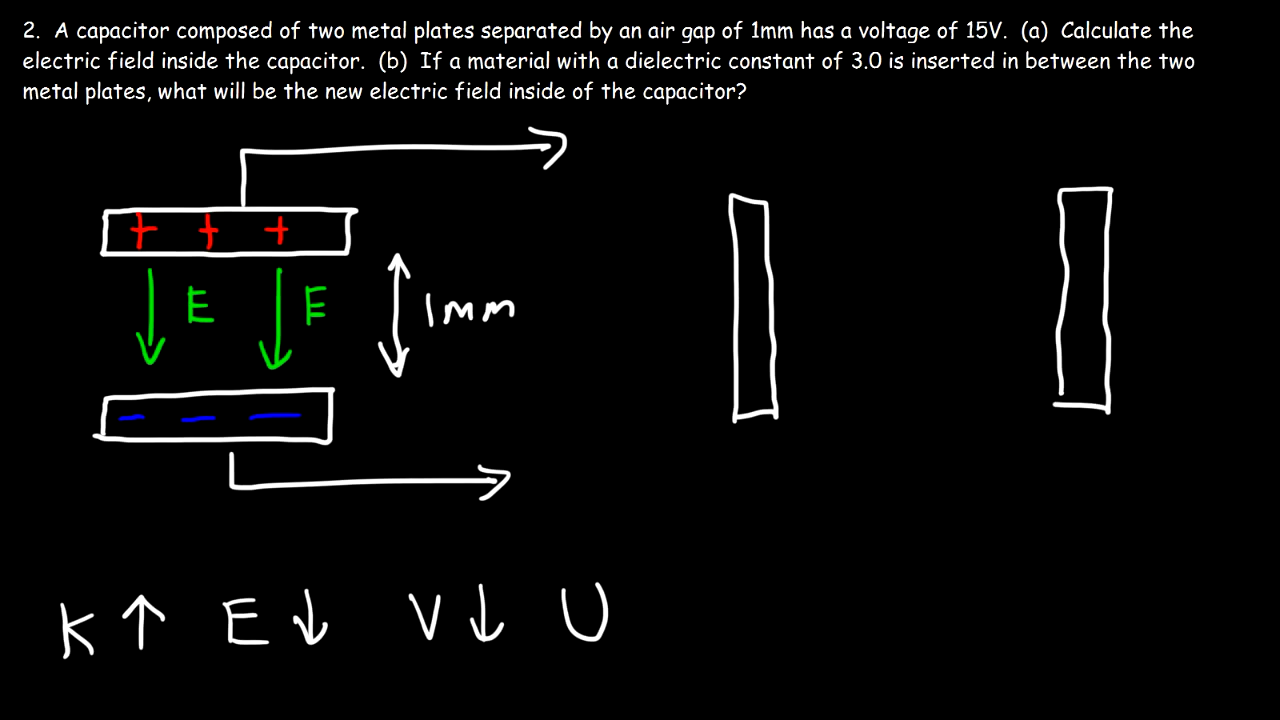 2. A capacitor composed of two metal plates separated by an air gap of 1mm has a voltage of 15V. (a) Calculate the
electric field inside the capacitor. (b) If a material with a dielectric constant of 3.0 is inserted in between the two
metal plates, what will be the new electric field inside of the capacitor?
+ + +
E E 1mm
- - -
K ↑ E ↓ V ↓ U